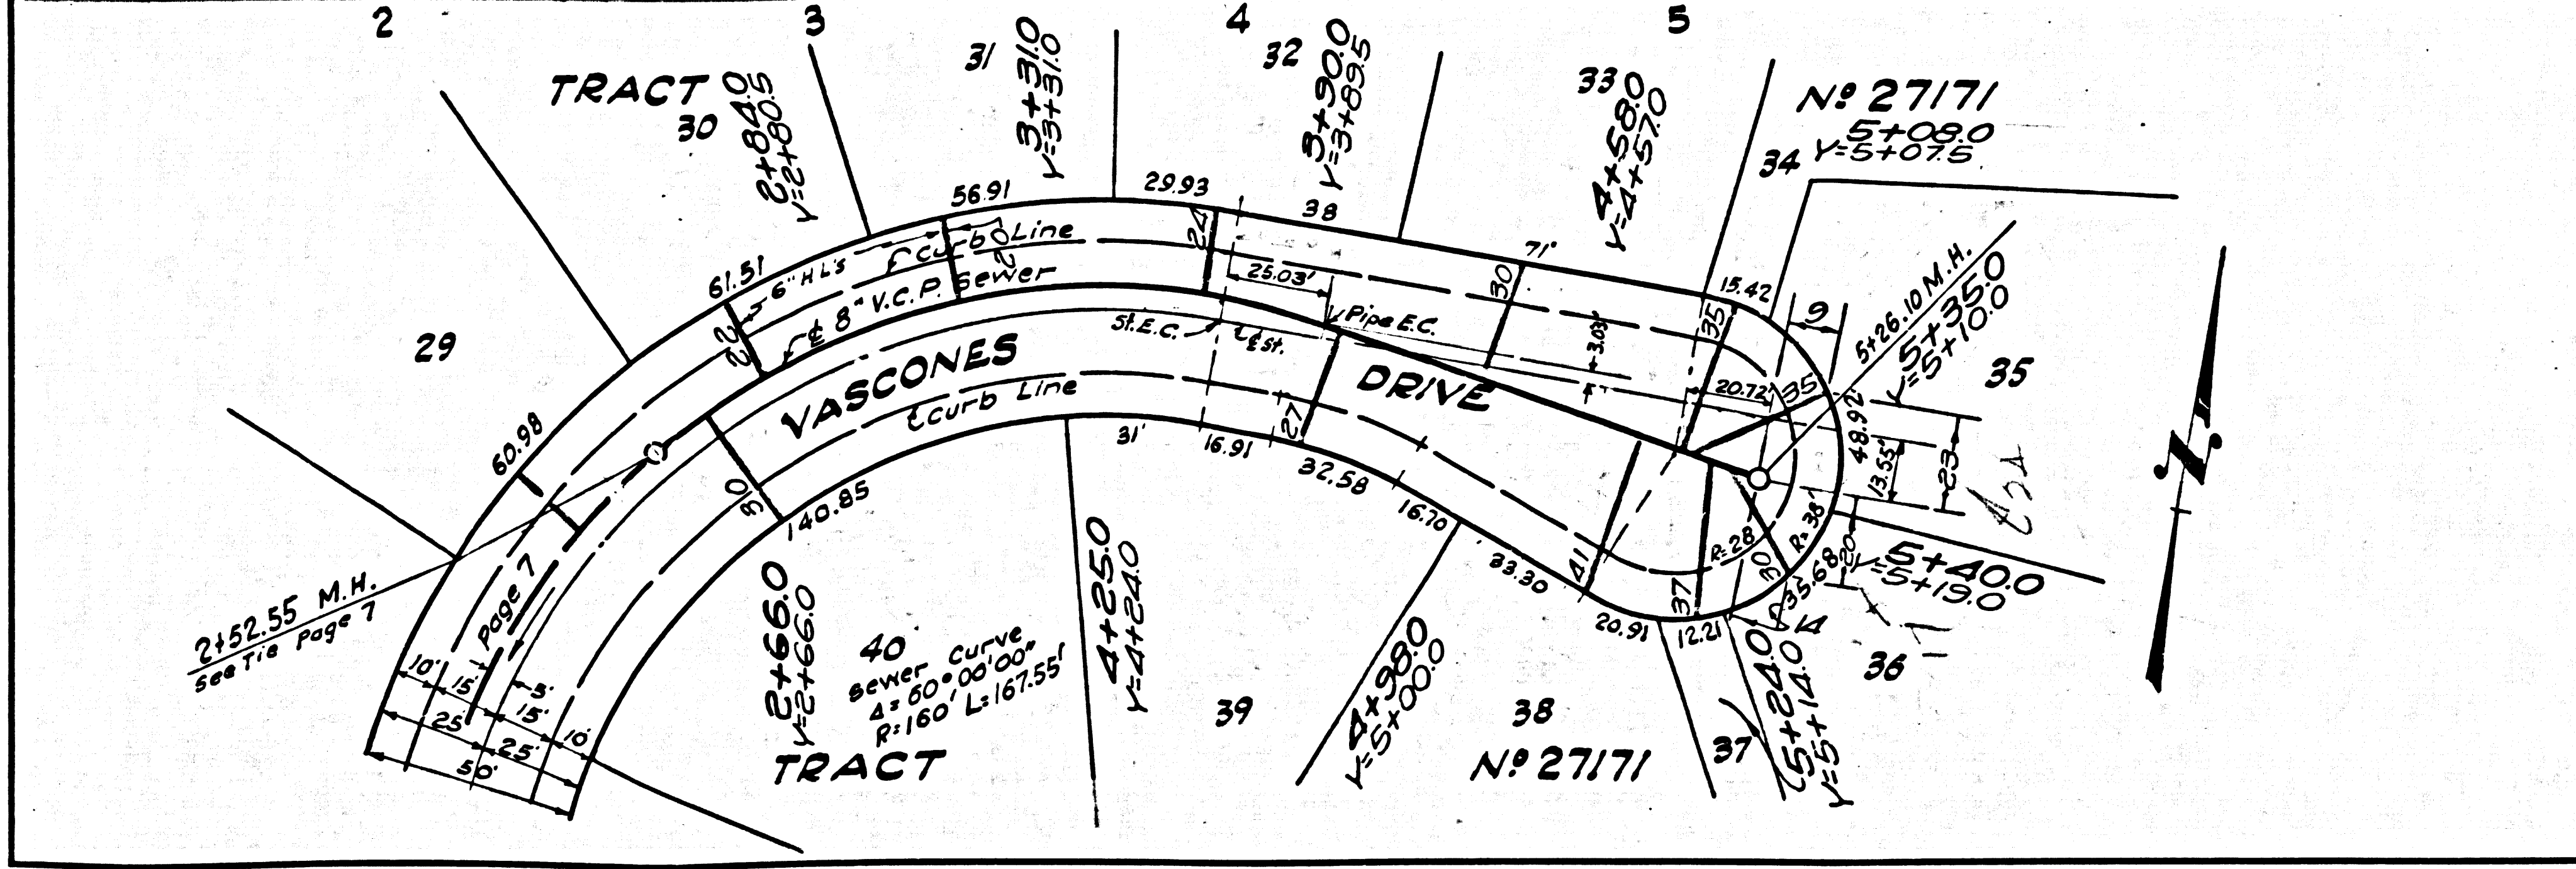 2
3
4
5
TRACT
30
31
32
33
Nº 27171
34
29
35
2+84.0
Y=2+80.5
3+31.0
Y=3+31.0
3+90.0
Y=3+89.5
4+58.0
Y=4+57.0
5+08.0
Y=5+07.5
5+26.10 M.H.
5+35.0
Y=5+10.0
60.98
61.51
56.91
29.93
38
71'
15.42
9
6" HL's
Curb Line
℄ 8" V.C.P. Sewer
22
24
25.03'
30
35
3.03'
St. E.C.
℄ St.
Pipe E.C.
20.72'
35
48.92'
13.55'
23
VASCONES
DRIVE
Curb Line
30
140.85
31'
16.91
27
32.58
16.70
33.30
41
20.91
37
12.21
R=28
30
R=38'
35.68
20
14
5+40.0
Y=5+19.0
2+52.55 M.H.
see Tie page 7
Page 7
10'
15'
5'
15'
10'
25'
25'
50'
2+66.0
Y=2+66.0
40
Sewer Curve
Δ=60°00'00"
R=160' L=167.55'
TRACT
4+25.0
Y=4+24.0
39
4+98.0
Y=5+00.0
38
Nº 27171
37
5+24.0
Y=5+14.0
36
N